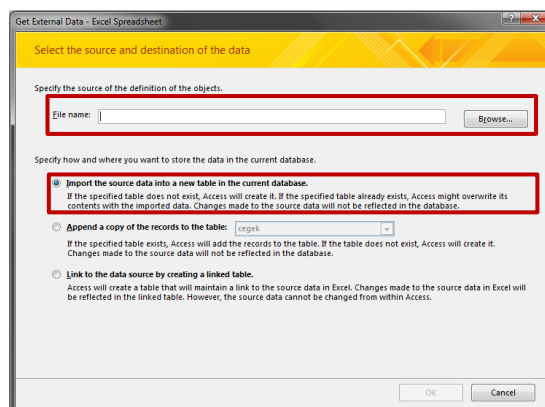 Get External Data - Excel Spreadsheet
Select the source and destination of the data
Specify the source of the definition of the objects.
File name:
Browse...
Specify how and where you want to store the data in the current database.
Import the source data into a new table in the current database.
If the specified table does not exist, Access will create it. If the specified table already exists, Access might overwrite its
contents with the imported data. Changes made to the source data will not be reflected in the database.
Append a copy of the records to the table: cegek
If the specified table exists, Access will add the records to the table. If the table does not exist, Access will create it.
Changes made to the source data will not be reflected in the database.
Link to the data source by creating a linked table.
Access will create a table that will maintain a link to the source data in Excel. Changes made to the source data in Excel will
be reflected in the linked table. However, the source data cannot be changed from within Access.
OK Cancel